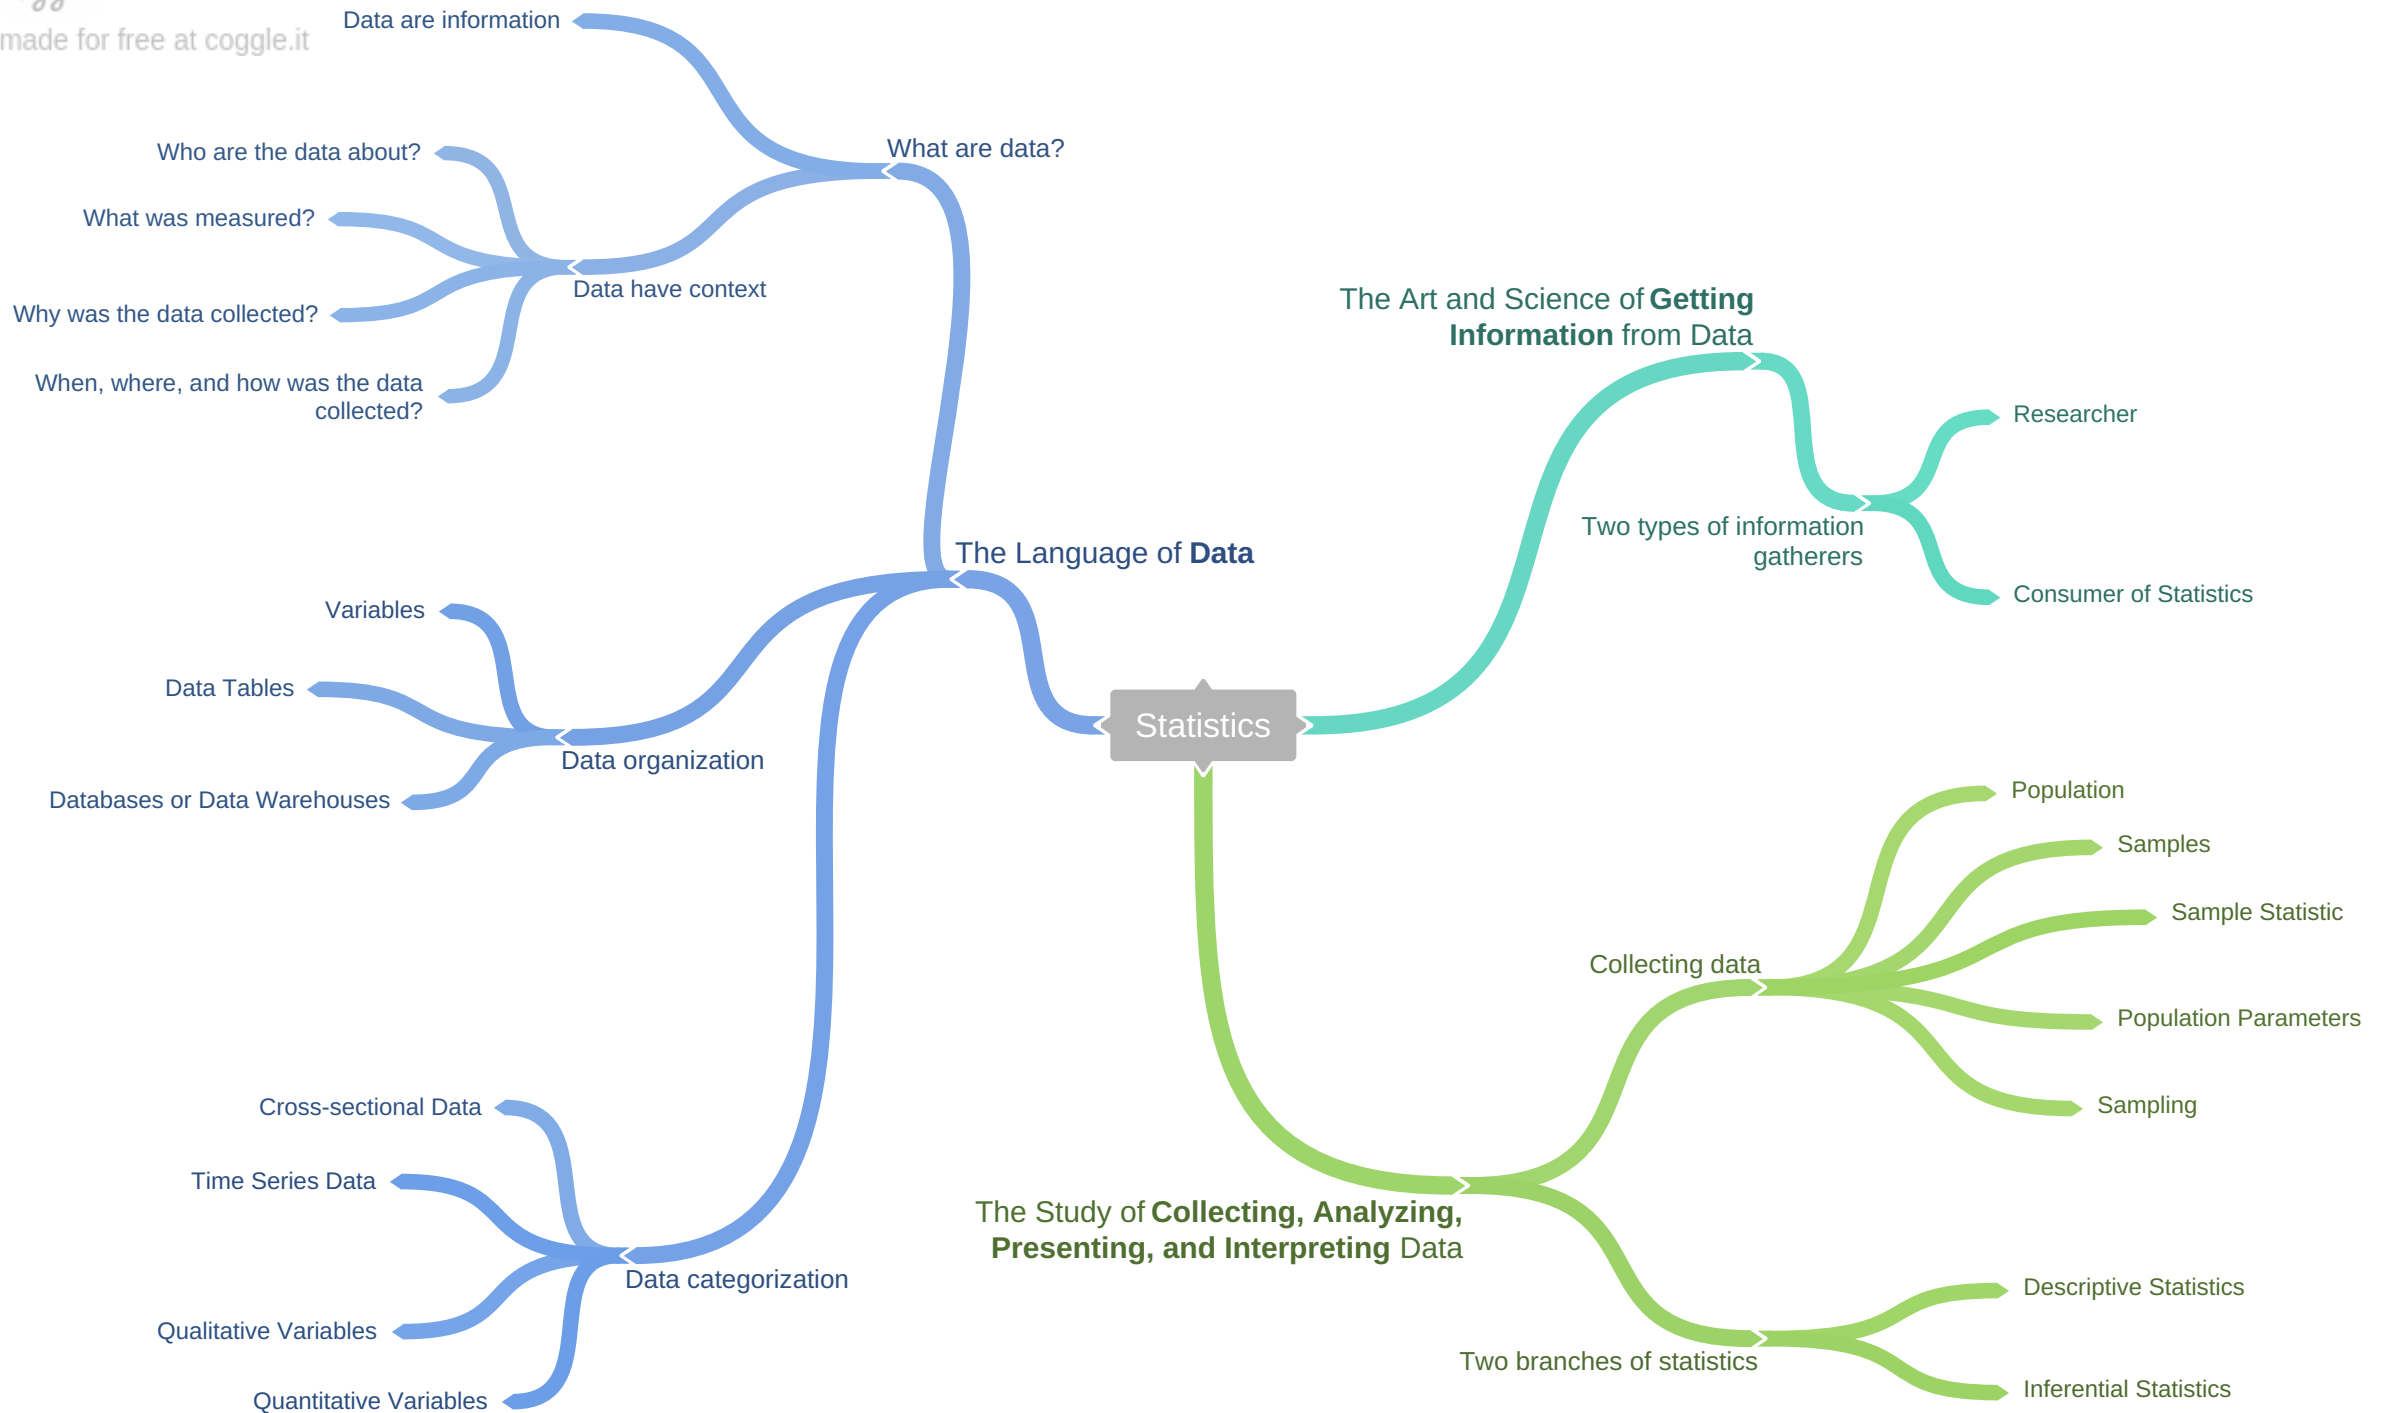 made for free at coggle.it
Data are information
Who are the data about?
What are data?
What was measured?
Data have context
Why was the data collected?
When, where, and how was the data
collected?
The Language of Data
Variables
Data Tables
Data organization
Databases or Data Warehouses
Cross-sectional Data
Time Series Data
Data categorization
Qualitative Variables
Quantitative Variables
Statistics
The Art and Science of Getting
Information from Data
Researcher
Two types of information
gatherers
Consumer of Statistics
Population
Samples
Sample Statistic
Collecting data
Population Parameters
Sampling
The Study of Collecting, Analyzing,
Presenting, and Interpreting Data
Descriptive Statistics
Two branches of statistics
Inferential Statistics